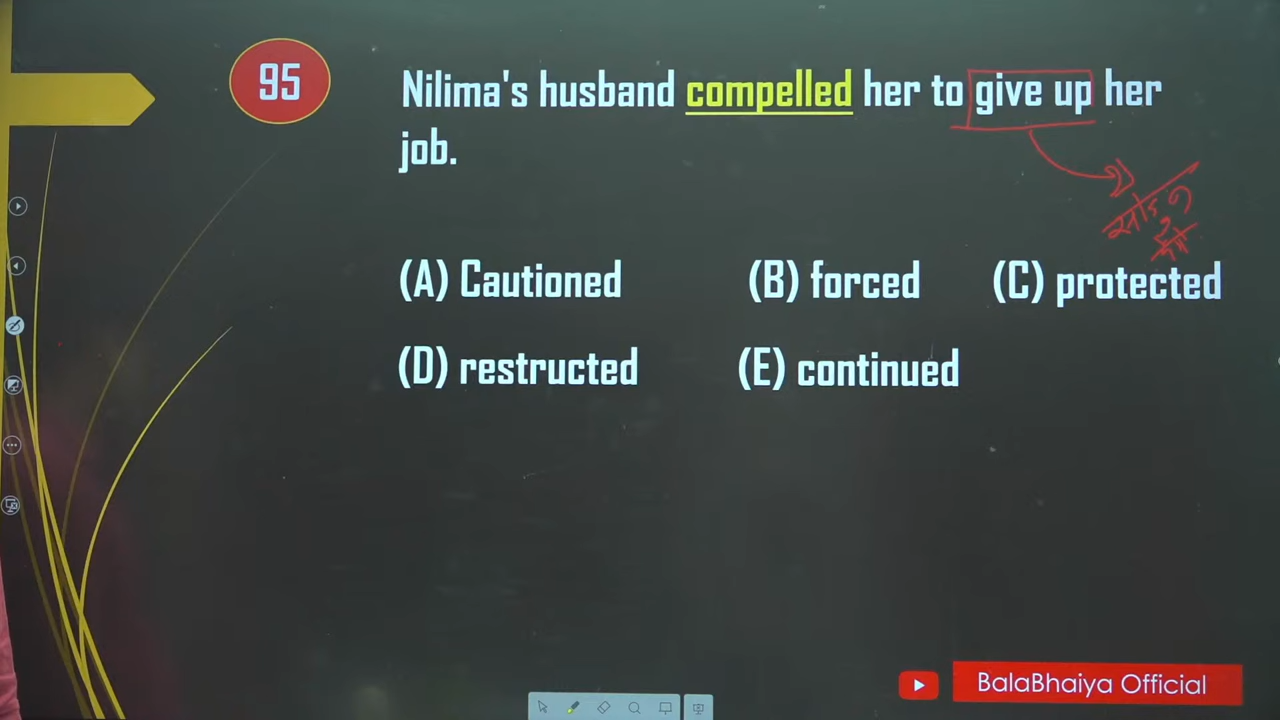 95
Nilima's husband compelled her to give up her
job.
(A) Cautioned (B) forced (C) protected
(D) restructed (E) continued
BalaBhaiya Official